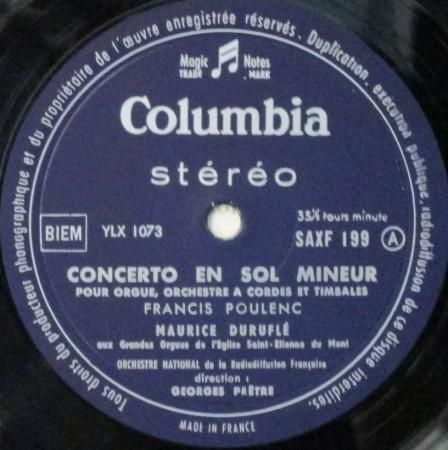 Tous droits du producteur phonographique et du propriétaire de l'œuvre enregistrée réservés. Duplication, exécution publique, radiodiffusion de ce disque interdites.
Magic Notes
TRADE MARK
Columbia
stéréo
33⅓ tours minute
BIEM YLX 1073 SAXF 199 A
CONCERTO EN SOL MINEUR
POUR ORGUE, ORCHESTRE A CORDES ET TIMBALES
FRANCIS POULENC
MAURICE DURUFLÉ
aux Grandes Orgues de l'Eglise Saint-Etienne du Mont
ORCHESTRE NATIONAL de la Radiodiffusion Française
direction :
GEORGES PRÊTRE
MADE IN FRANCE